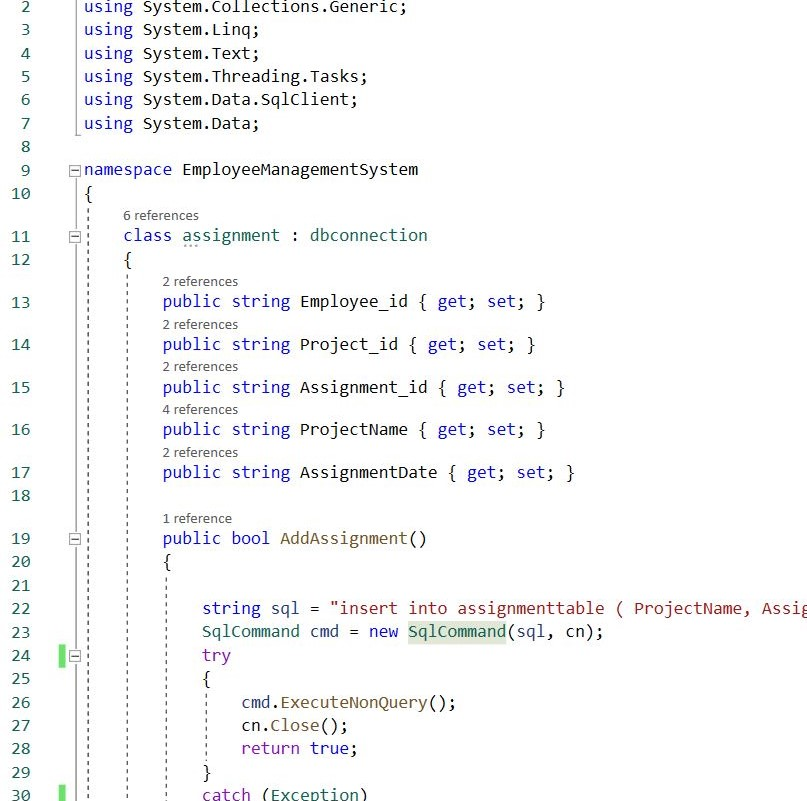 2 using System.Collections.Generic;
3 using System.Linq;
4 using System.Text;
5 using System.Threading.Tasks;
6 using System.Data.SqlClient;
7 using System.Data;
8
9 namespace EmployeeManagementSystem
10 {
6 references
11 class assignment : dbconnection
12 {
2 references
13 public string Employee_id { get; set; }
2 references
14 public string Project_id { get; set; }
2 references
15 public string Assignment_id { get; set; }
4 references
16 public string ProjectName { get; set; }
2 references
17 public string AssignmentDate { get; set; }
18
1 reference
19 public bool AddAssignment()
20 {
21
22 string sql = "insert into assignmenttable ( ProjectName, Assig
23 SqlCommand cmd = new SqlCommand(sql, cn);
24 try
25 {
26 cmd.ExecuteNonQuery();
27 cn.Close();
28 return true;
29 }
30 catch (Exception)